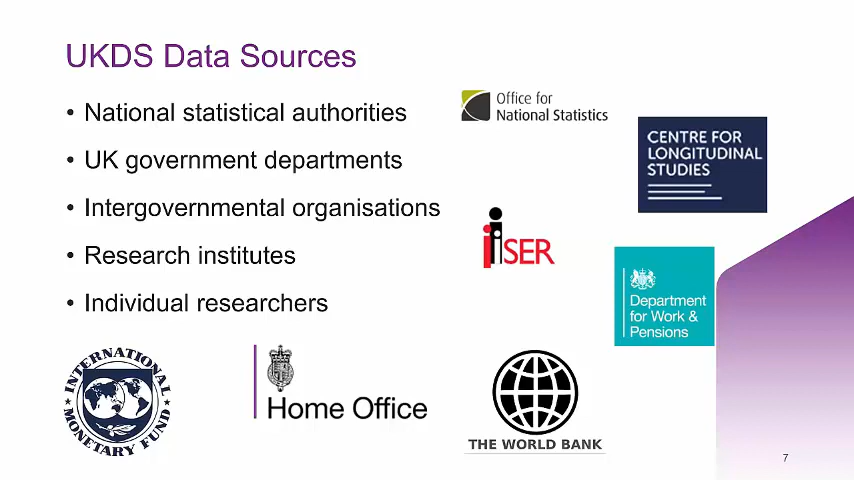 UKDS Data Sources
• National statistical authorities
• UK government departments
• Intergovernmental organisations
• Research institutes
• Individual researchers
Office for
National Statistics
CENTRE FOR
LONGITUDINAL
STUDIES
iSER
Department
for Work &
Pensions
INTERNATIONAL
MONETARY FUND
Home Office
THE WORLD BANK
7